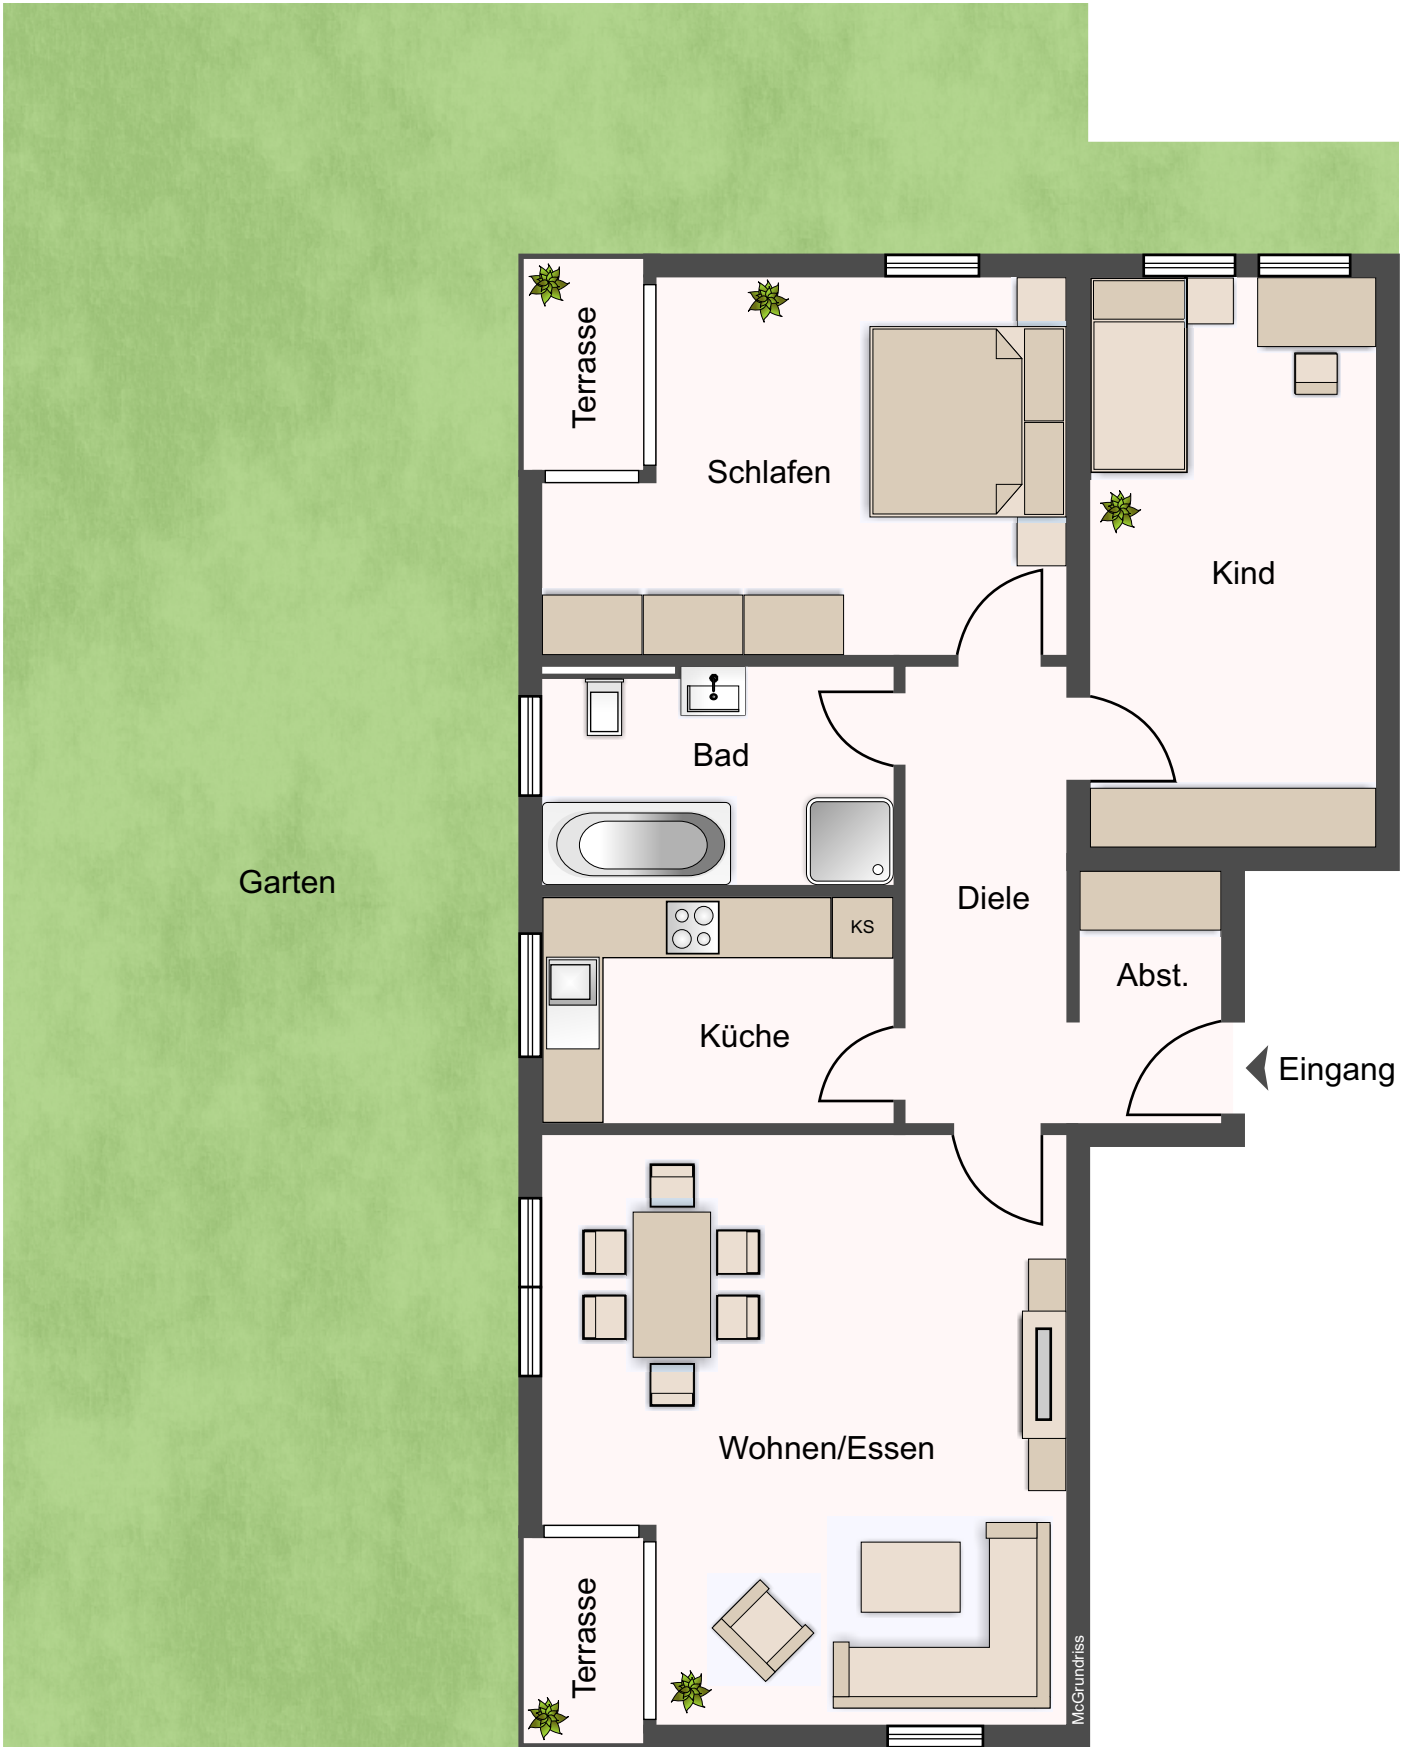 Terrasse
Schlafen
Kind
Bad
Garten
Diele
KS
Abst.
Küche
Eingang
Wohnen/Essen
Terrasse
McGrundriss